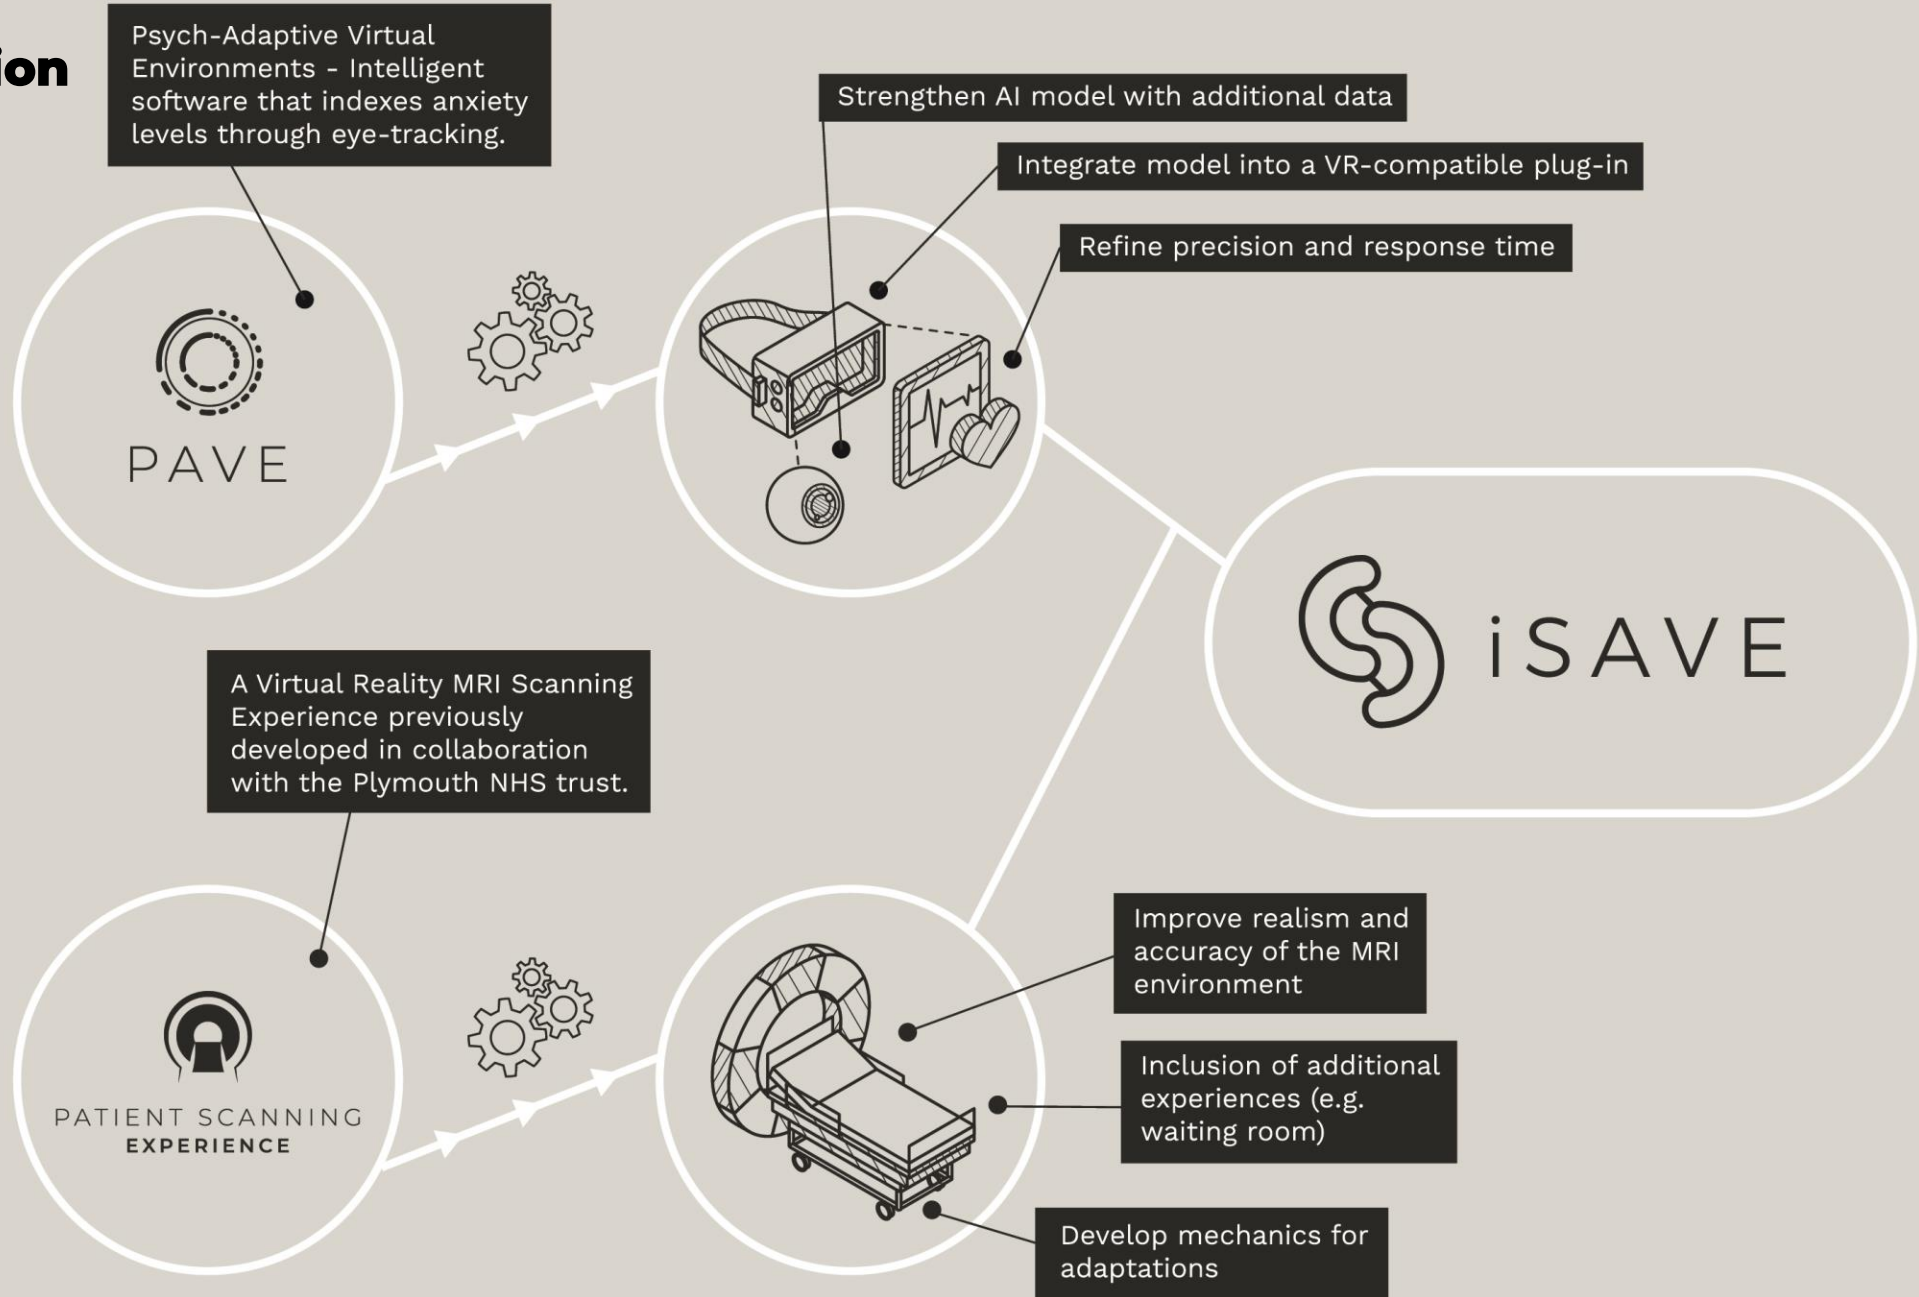 Psych-Adaptive Virtual
Environments - Intelligent
software that indexes anxiety
levels through eye-tracking.
Strengthen AI model with additional data
Integrate model into a VR-compatible plug-in
Refine precision and response time
PAVE
iSAVE
A Virtual Reality MRI Scanning
Experience previously
developed in collaboration
with the Plymouth NHS trust.
PATIENT SCANNING
EXPERIENCE
Improve realism and
accuracy of the MRI
environment
Inclusion of additional
experiences (e.g.
waiting room)
Develop mechanics for
adaptations